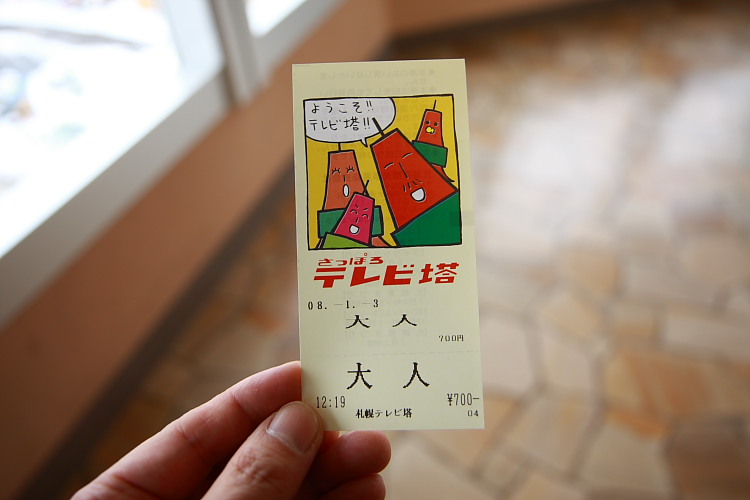 ようこそ!!
テレビ塔!!
さっぽろ
テレビ塔
08.-1.-3
大人
700円
大人
12:19 ¥700-
札幌テレビ塔 04